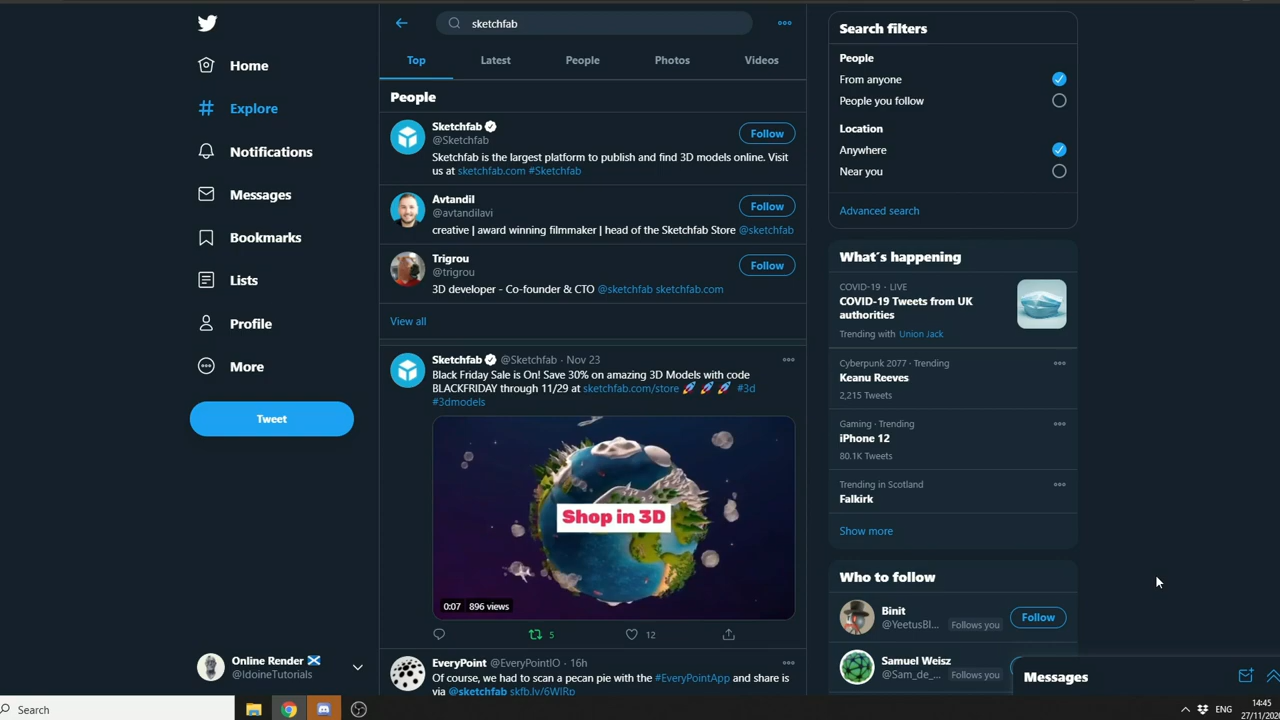 Home
Explore
Notifications
Messages
Bookmarks
Lists
Profile
More
Tweet
Online Render
@IdoineTutorials
sketchfab
Top Latest People Photos Videos
People
Sketchfab
@Sketchfab
Follow
Sketchfab is the largest platform to publish and find 3D models online. Visit
us at sketchfab.com #Sketchfab
Avtandil
@avtandilavi
Follow
creative | award winning filmmaker | head of the Sketchfab Store @sketchfab
Trigrou
@trigrou
Follow
3D developer - Co-founder & CTO @sketchfab sketchfab.com
View all
Sketchfab @Sketchfab · Nov 23
Black Friday Sale is On! Save 30% on amazing 3D Models with code
BLACKFRIDAY through 11/29 at sketchfab.com/store 🚀 🚀 🚀 #3d
#3dmodels
Shop in 3D
0:07 896 views
5 12
EveryPoint @EveryPointIO · 16h
Of course, we had to scan a pecan pie with the #EveryPointApp and share is
via @sketchfab skfb.ly/6WIRp
Search filters
People
From anyone
People you follow
Location
Anywhere
Near you
Advanced search
What's happening
COVID-19 · LIVE
COVID-19 Tweets from UK
authorities
Trending with Union Jack
Cyberpunk 2077 · Trending
Keanu Reeves
2,215 Tweets
Gaming · Trending
iPhone 12
80.1K Tweets
Trending in Scotland
Falkirk
Show more
Who to follow
Binit
@YeetusBl... Follows you
Follow
Samuel Weisz
@Sam_de_... Follows you
Messages
Search
ENG
14:45
27/11/202